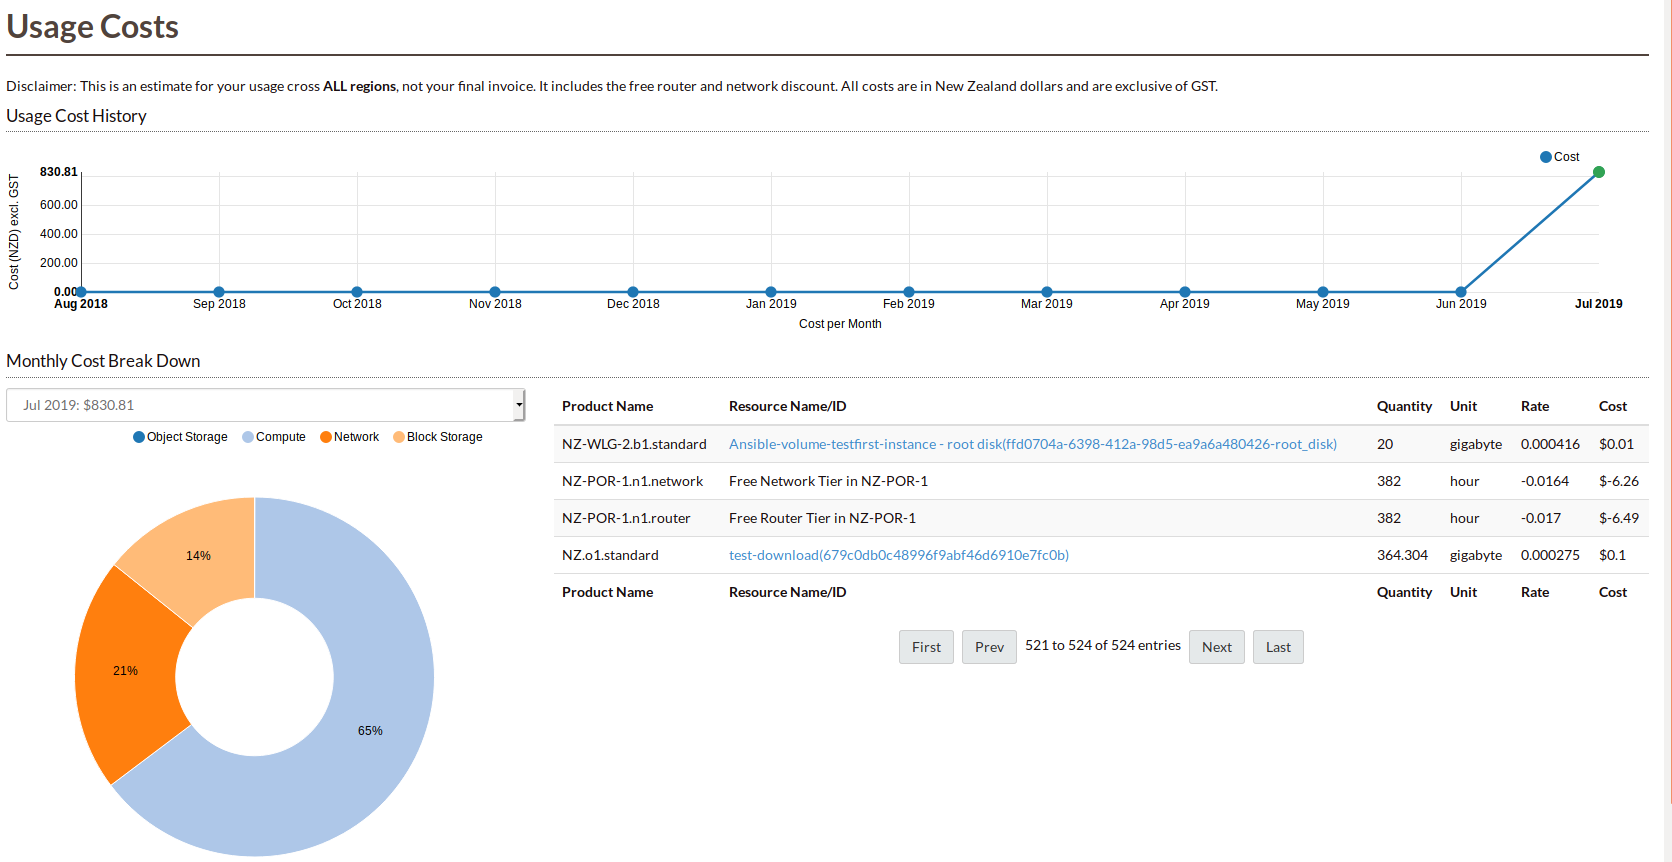 Usage Costs
Disclaimer: This is an estimate for your usage cross ALL regions, not your final invoice. It includes the free router and network discount. All costs are in New Zealand dollars and are exclusive of GST.
Usage Cost History
Cost
Cost (NZD) excl. GST
830.81
600.00
400.00
200.00
0.00
Aug 2018 Sep 2018 Oct 2018 Nov 2018 Dec 2018 Jan 2019 Feb 2019 Mar 2019 Apr 2019 May 2019 Jun 2019 Jul 2019
Cost per Month
Monthly Cost Break Down
Jul 2019: $830.81
Object Storage Compute Network Block Storage
14%
21%
65%
Product Name Resource Name/ID Quantity Unit Rate Cost
NZ-WLG-2.b1.standard Ansible-volume-testfirst-instance - root disk(ffd0704a-6398-412a-98d5-ea9a6a480426-root_disk) 20 gigabyte 0.000416 $0.01
NZ-POR-1.n1.network Free Network Tier in NZ-POR-1 382 hour -0.0164 $-6.26
NZ-POR-1.n1.router Free Router Tier in NZ-POR-1 382 hour -0.017 $-6.49
NZ.o1.standard test-download(679c0db0c48996f9abf46d6910e7fc0b) 364.304 gigabyte 0.000275 $0.1
Product Name Resource Name/ID Quantity Unit Rate Cost
First Prev 521 to 524 of 524 entries Next Last